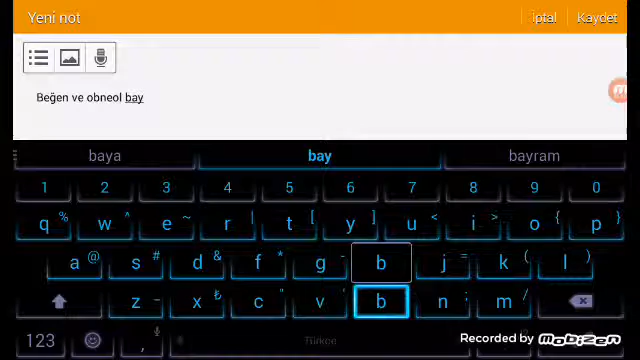 Yeni not
İptal
Kaydet
Beğen ve obneol bay
baya bay bayram
1 2 3 4 5 6 7 8 9 0
q % w ^ e ~ r | t [ y ] u < i > o { p }
a @ s # d & f * g - b j = k ( l )
z _ x ₺ c " v ' b n ; m /
123 , Türkçe
Recorded by MOBIZEN